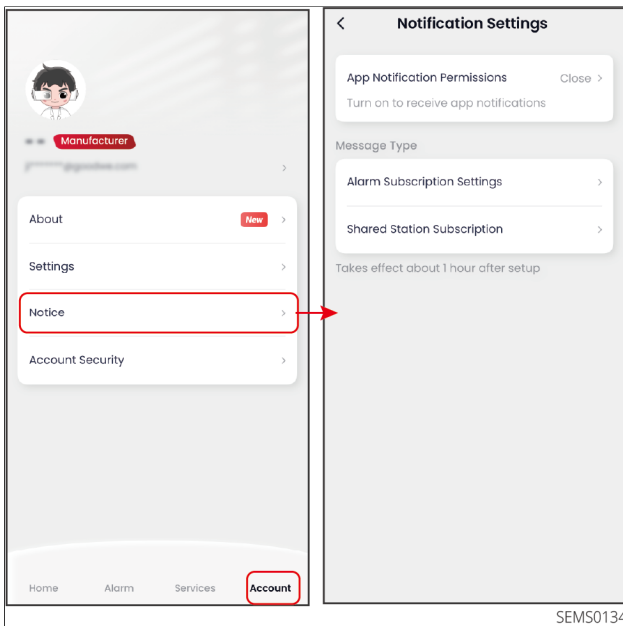 Manufacturer
About
New
Settings
Notice
Account Security
Home
Alarm
Services
Account
Notification Settings
App Notification Permissions
Close
Turn on to receive app notifications
Message Type
Alarm Subscription Settings
Shared Station Subscription
Takes effect about 1 hour after setup
SEMS0134